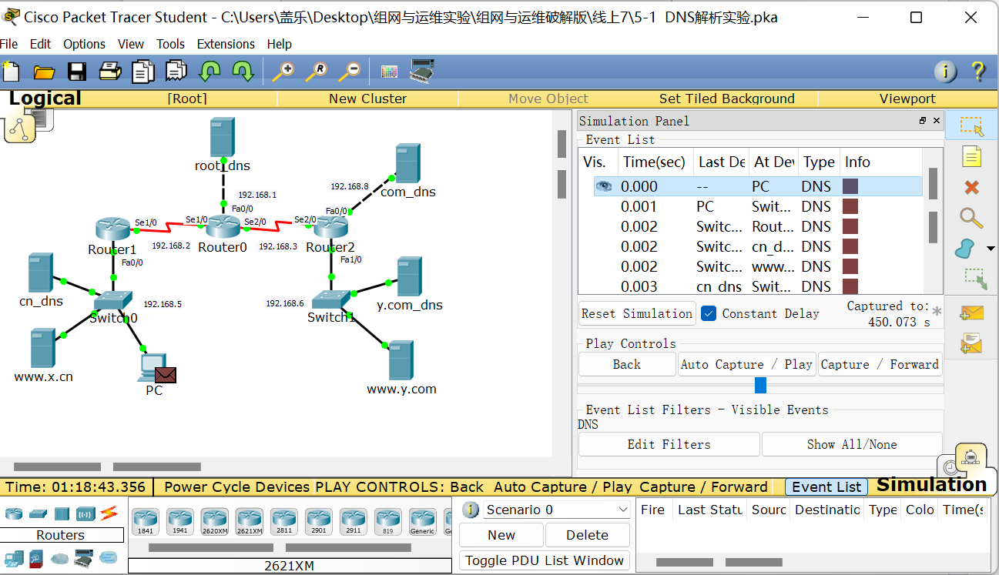 Cisco Packet Tracer Student - C:\Users\盖乐\Desktop\组网与运维实验\组网与运维破解版\线上7\5-1 DNS解析实验.pka
File Edit Options View Tools Extensions Help
Logical [Root] New Cluster Move Object Set Tiled Background Viewport
root_dns
com_dns
192.168.1
192.168.8
Fa0/0
Fa0/0
Se1/0
Se1/0
Se2/0
Se2/0
Router1
192.168.2
Router0
192.168.3
Router2
Fa0/0
Fa1/0
cn_dns
Switch0
192.168.5
192.168.6
Switch1
y.com_dns
www.x.cn
PC
www.y.com
Simulation Panel
Event List
Vis. Time(sec) Last De At Dev Type Info
0.000 -- PC DNS
0.001 PC Swit... DNS
0.002 Switc... Rout... DNS
0.002 Switc... cn_d... DNS
0.002 Switc... www... DNS
0.003 cn dns Swit... DNS
Reset Simulation Constant Delay Captured to: *
450.073 s
Play Controls
Back Auto Capture / Play Capture / Forward
Event List Filters - Visible Events
DNS
Edit Filters Show All/None
Time: 01:18:43.356 Power Cycle Devices PLAY CONTROLS: Back Auto Capture / Play Capture / Forward Event List Simulation
Routers
1841 1941 2620XM 2621XM 2811 2901 2911 819 Generic Ge
2621XM
Scenario 0
New Delete
Toggle PDU List Window
Fire Last Statu Sourc Destinatio Type Colo Time(s